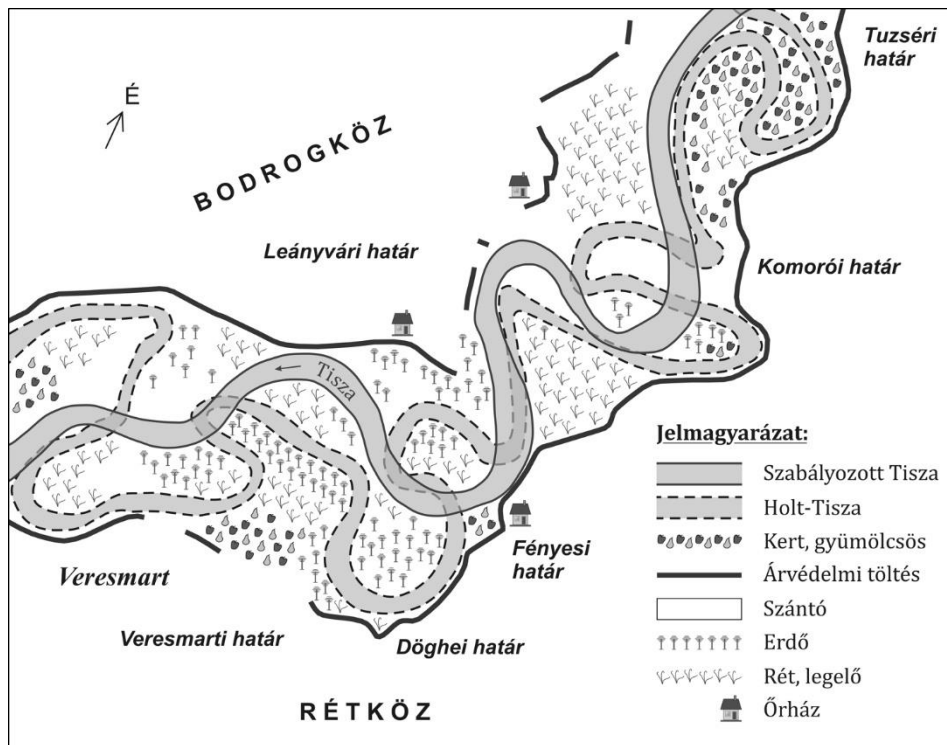 Tuzséri
határ
É
BODROGKÖZ
Leányvári határ
Komorói határ
Tisza
Jelmagyarázat:
Szabályozott Tisza
Holt-Tisza
Kert, gyümölcsös
Árvédelmi töltés
Szántó
Erdő
Rét, legelő
Őrház
Fényesi
határ
Veresmart
Veresmarti határ
Döghei határ
RÉTKÖZ